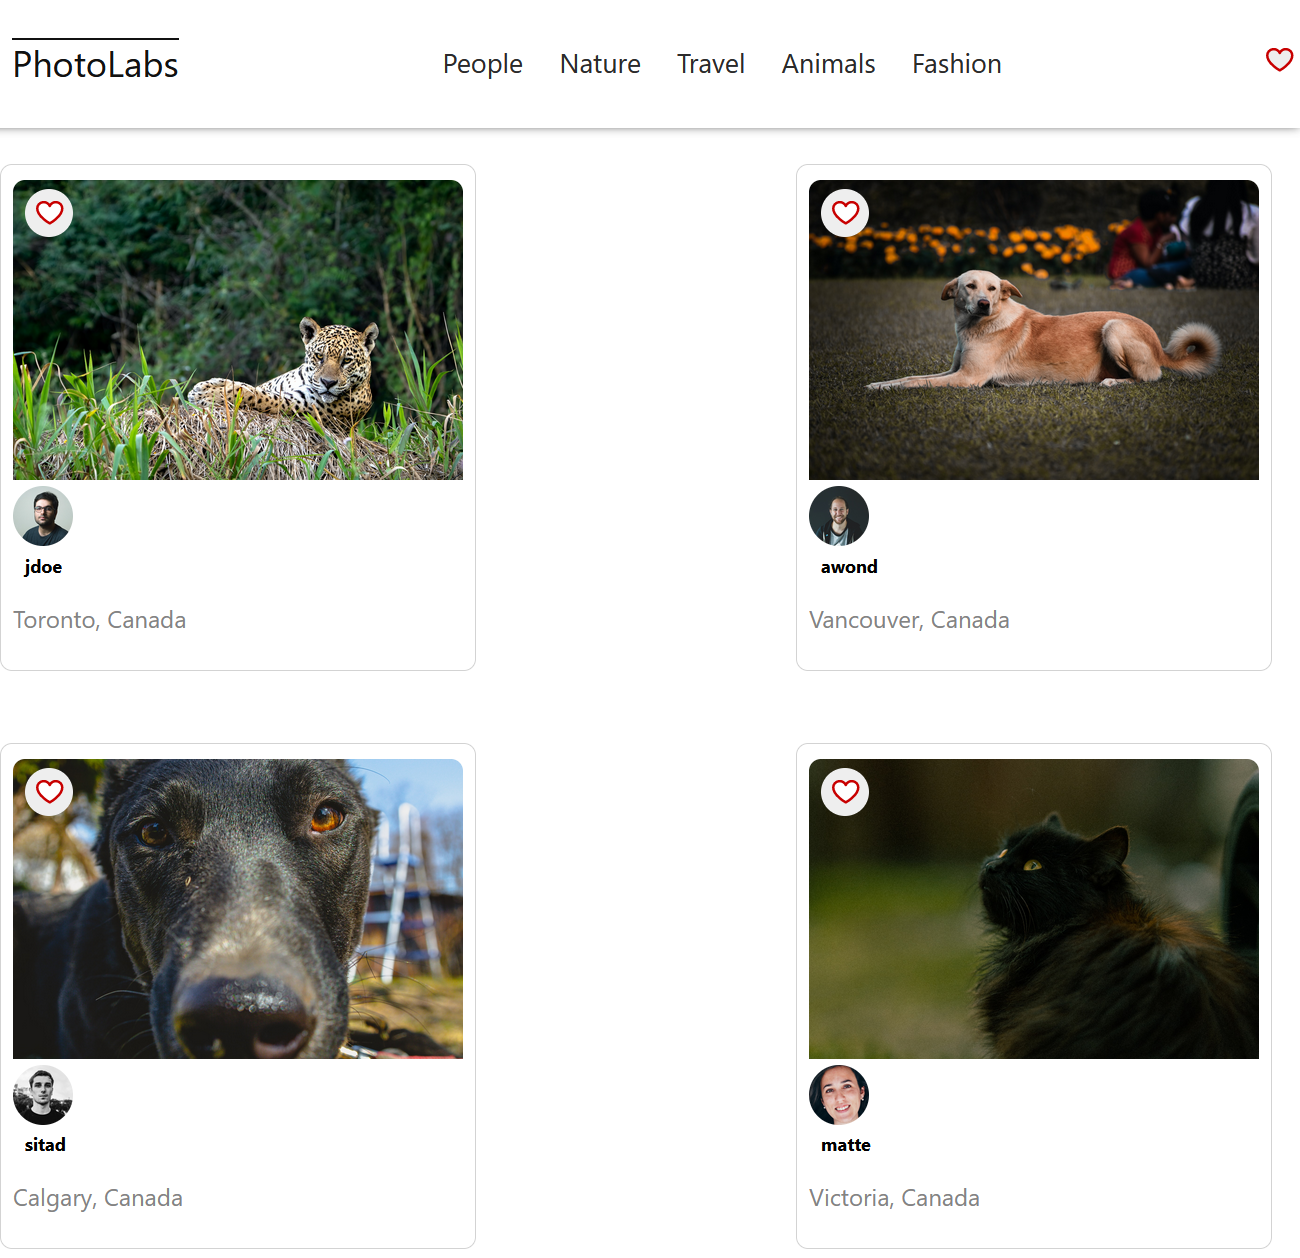 PhotoLabs
People Nature Travel Animals Fashion
jdoe
Toronto, Canada
awond
Vancouver, Canada
sitad
Calgary, Canada
matte
Victoria, Canada